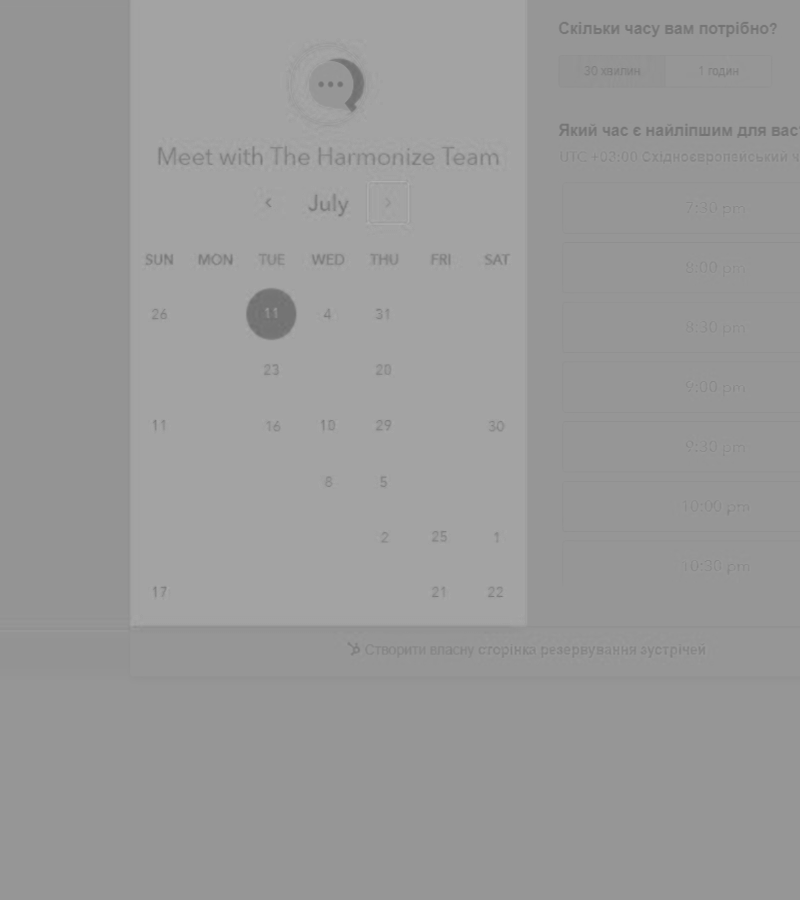 Meet with The Harmonize Team
July
SUN MON TUE WED THU FRI SAT
26 11 4 31
23 20
11 16 10 29 30
8 5
2 25 1
17 21 22
Скільки часу вам потрібно?
30 хвилин 1 годин
Який час є найліпшим для вас
UTC +03:00 Східноєвропейський ч
7:30 pm
8:00 pm
8:30 pm
9:00 pm
9:30 pm
10:00 pm
10:30 pm
Створити власну сторінка резервування зустрічей